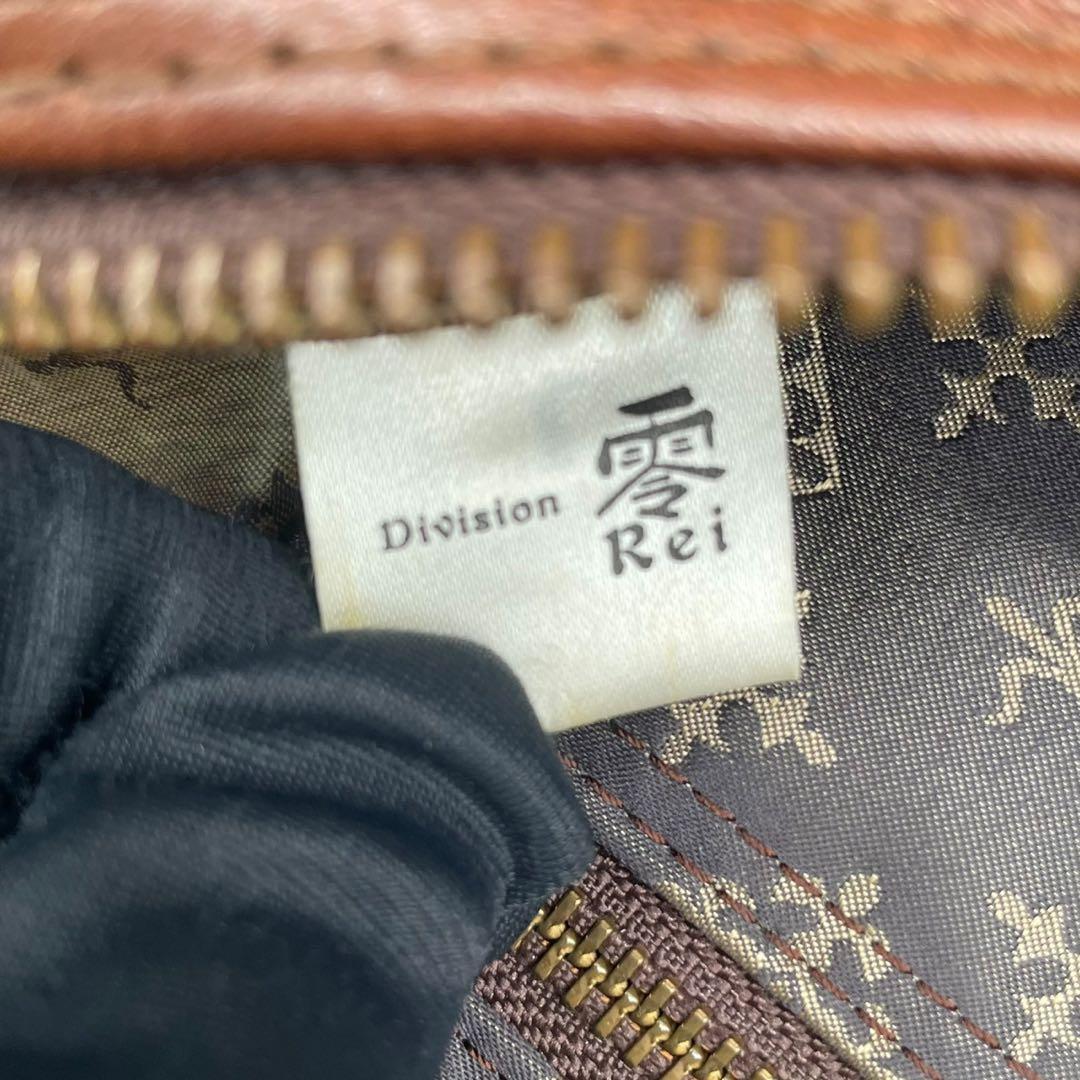 零
Division
Rei